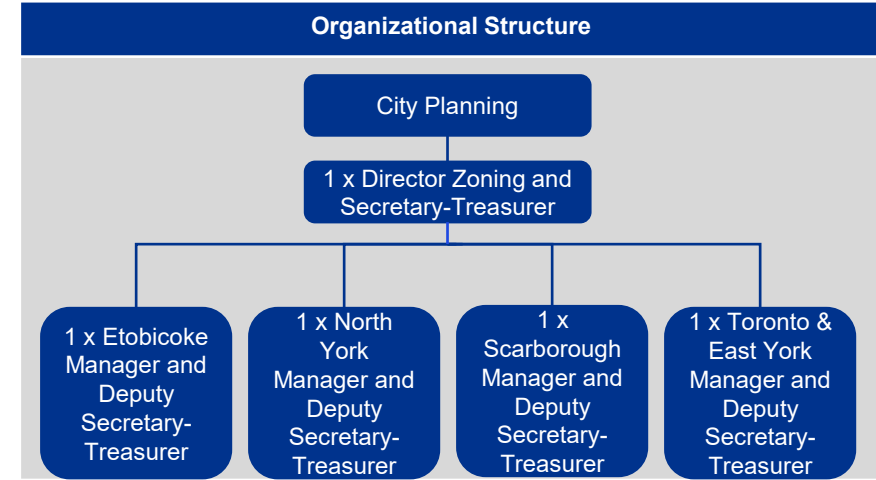 Organizational Structure
City Planning
1 x Director Zoning and
Secretary-Treasurer
1 x Etobicoke
Manager and
Deputy
Secretary-
Treasurer
1 x North
York
Manager and
Deputy
Secretary-
Treasurer
1 x
Scarborough
Manager and
Deputy
Secretary-
Treasurer
1 x Toronto &
East York
Manager and
Deputy
Secretary-
Treasurer